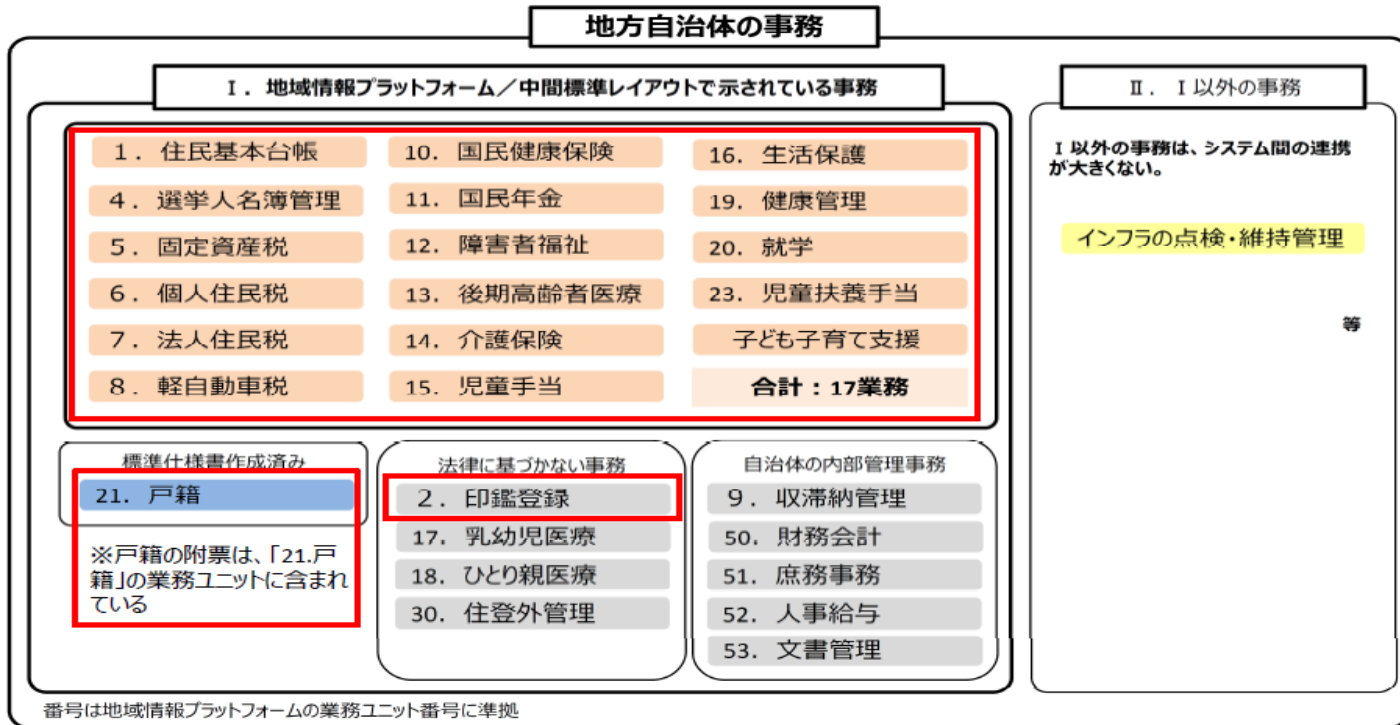 地方自治体の事務
Ⅰ．地域情報プラットフォーム／中間標準レイアウトで示されている事務
1．住民基本台帳
4．選挙人名簿管理
5．固定資産税
6．個人住民税
7．法人住民税
8．軽自動車税
10．国民健康保険
11．国民年金
12．障害者福祉
13．後期高齢者医療
14．介護保険
15．児童手当
16．生活保護
19．健康管理
20．就学
23．児童扶養手当
子ども子育て支援
合計：17業務
標準仕様書作成済み
21．戸籍
※戸籍の附票は、「21.戸
籍」の業務ユニットに含まれ
ている
法律に基づかない事務
2．印鑑登録
17．乳幼児医療
18．ひとり親医療
30．住登外管理
自治体の内部管理事務
9．収滞納管理
50．財務会計
51．庶務事務
52．人事給与
53．文書管理
Ⅱ．Ⅰ以外の事務
Ⅰ以外の事務は、システム間の連携
が大きくない。
インフラの点検・維持管理
等
番号は地域情報プラットフォームの業務ユニット番号に準拠